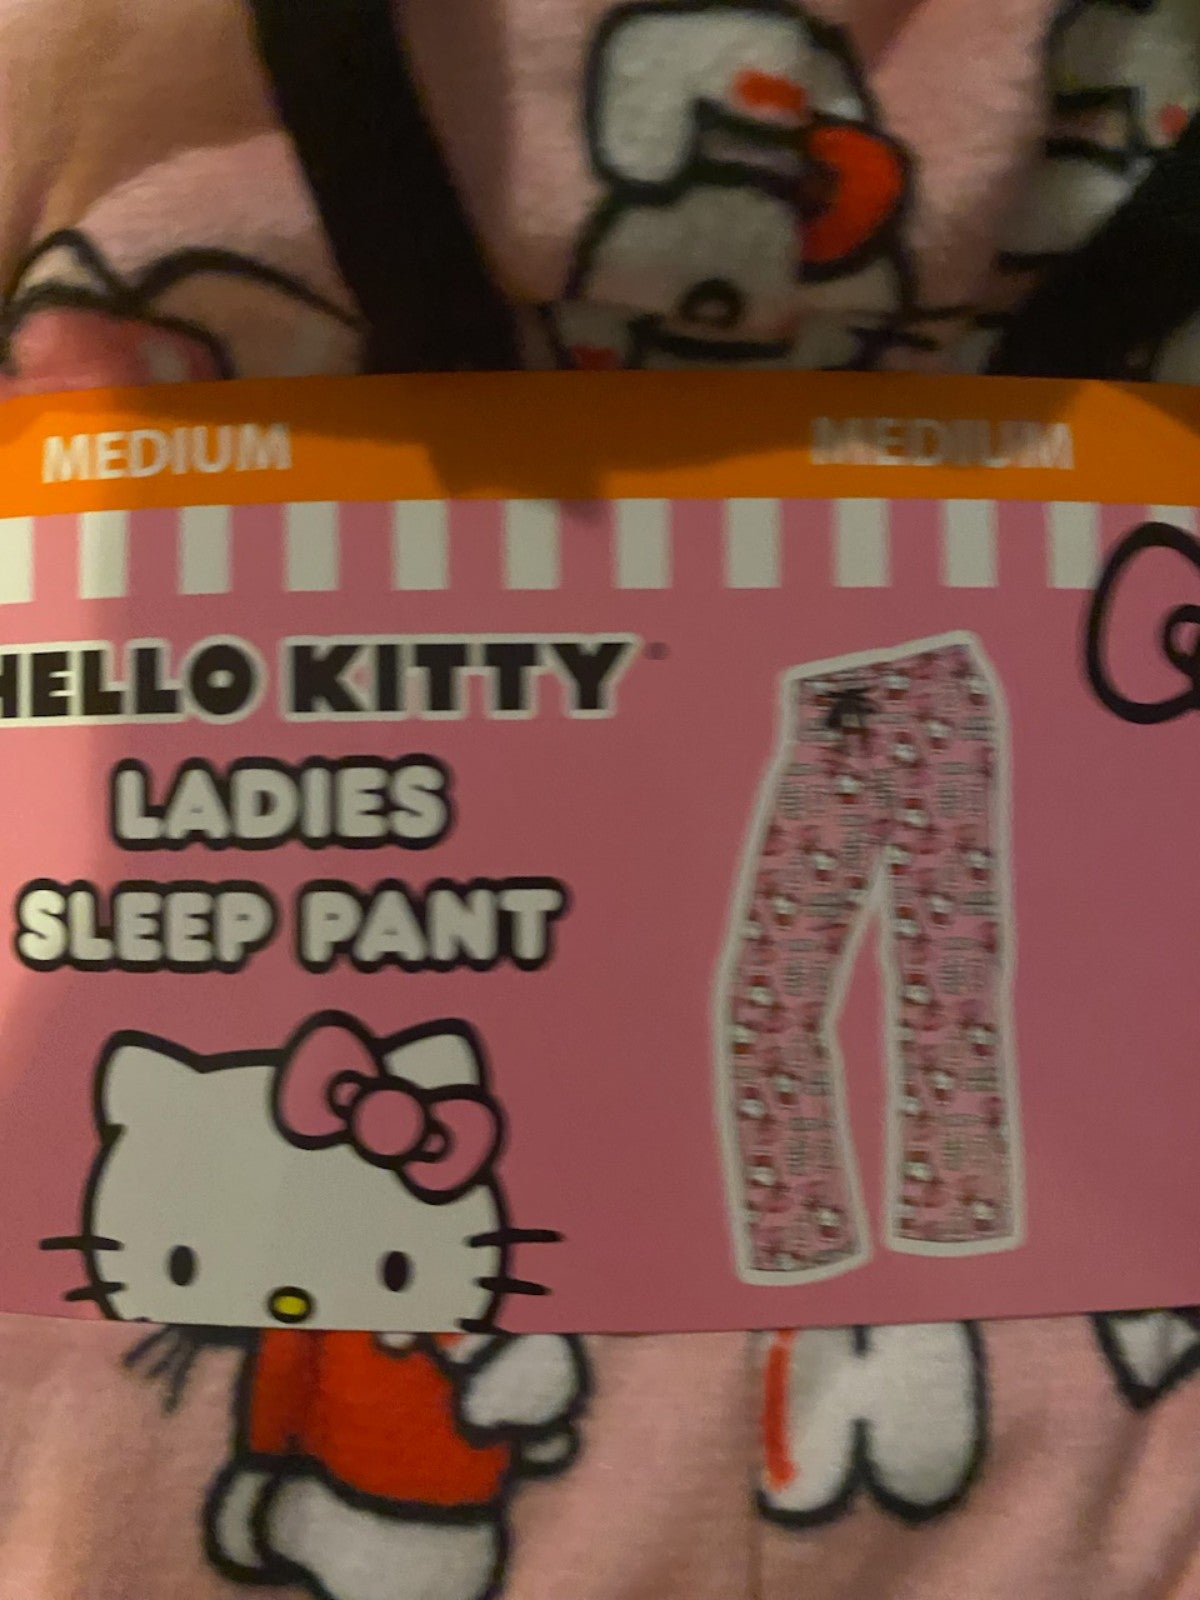 MEDIUM MEDIUM
HELLO KITTY®
LADIES
SLEEP PANT